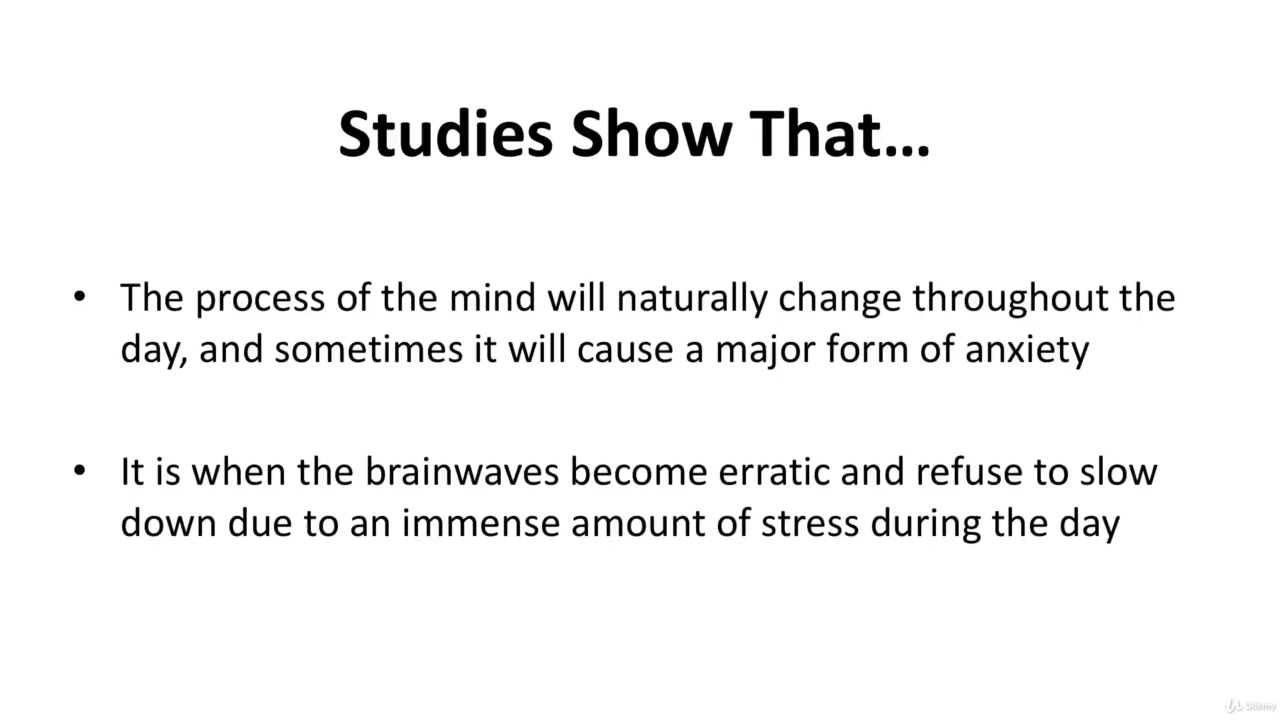 Studies Show That...
• The process of the mind will naturally change throughout the
day, and sometimes it will cause a major form of anxiety
• It is when the brainwaves become erratic and refuse to slow
down due to an immense amount of stress during the day
Udemy